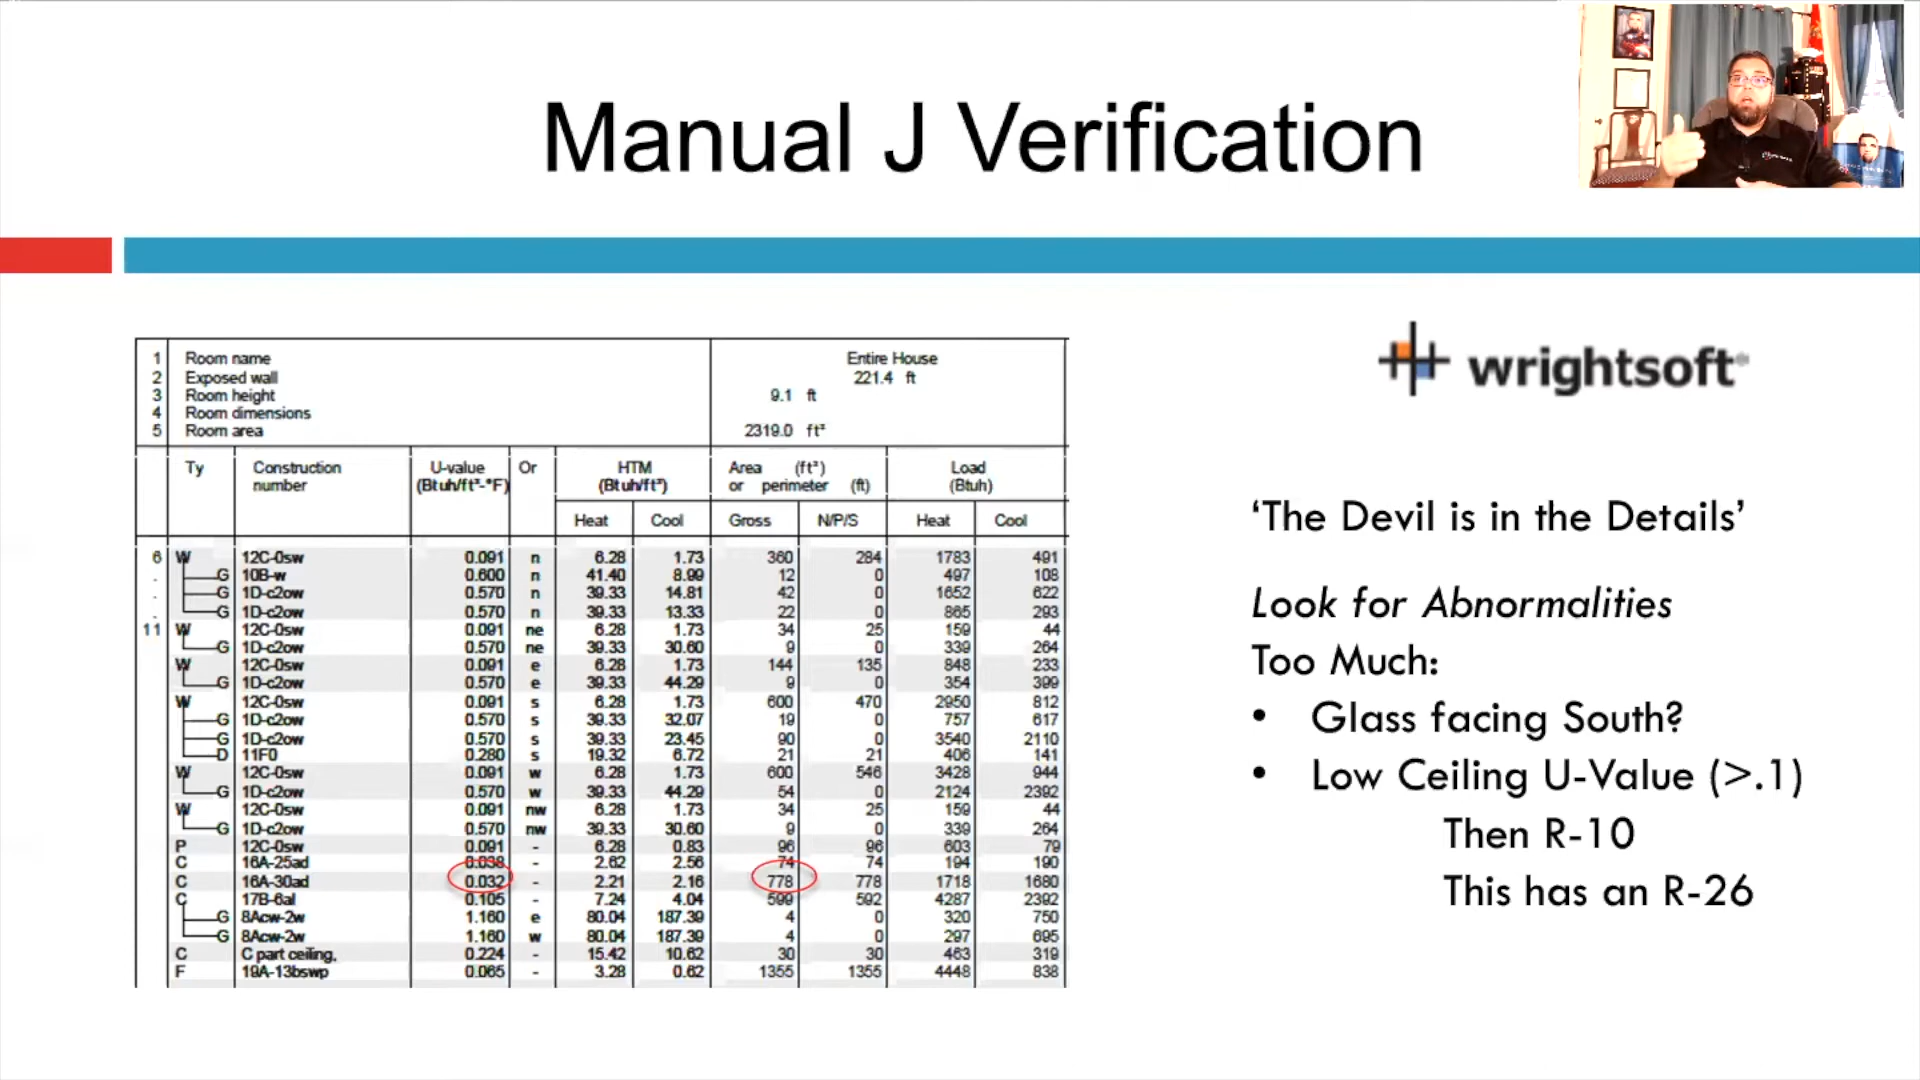 Manual J Verification
1 Room name Entire House
2 Exposed wall 221.4 ft
3 Room height 9.1 ft
4 Room dimensions
5 Room area 2319.0 ft²
Ty Construction number U-value (Btuh/ft²-°F) Or HTM (Btuh/ft²) Area (ft²) or perimeter (ft) Load (Btuh)
Heat Cool Gross N/P/S Heat Cool
6 W 12C-0sw 0.091 n 6.28 1.73 360 284 1783 491
G 10B-w 0.600 n 41.40 8.99 12 0 497 108
G 1D-c2ow 0.570 n 39.33 14.81 42 0 1652 622
G 1D-c2ow 0.570 n 39.33 13.33 22 0 865 293
11 W 12C-0sw 0.091 ne 6.28 1.73 34 25 159 44
G 1D-c2ow 0.570 ne 39.33 30.60 9 0 339 264
W 12C-0sw 0.091 e 6.28 1.73 144 135 848 233
G 1D-c2ow 0.570 e 39.33 44.29 9 0 354 399
W 12C-0sw 0.091 s 6.28 1.73 600 470 2950 812
G 1D-c2ow 0.570 s 39.33 32.07 19 0 757 617
G 1D-c2ow 0.570 s 39.33 23.45 90 0 3540 2110
D 11F0 0.280 s 19.32 6.72 21 21 406 141
W 12C-0sw 0.091 w 6.28 1.73 600 546 3428 944
G 1D-c2ow 0.570 w 39.33 44.29 54 0 2124 2392
W 12C-0sw 0.091 nw 6.28 1.73 34 25 159 44
G 1D-c2ow 0.570 nw 39.33 30.60 9 0 339 264
P 12C-0sw 0.091 - 6.28 0.83 96 96 603 79
C 16A-25ad 0.038 - 2.62 2.56 74 74 194 190
C 16A-30ad 0.032 - 2.21 2.16 778 778 1718 1680
C 17B-6al 0.105 - 7.24 4.04 599 592 4287 2392
G 8Acw-2w 1.160 e 80.04 187.39 4 0 320 750
G 8Acw-2w 1.160 w 80.04 187.39 4 0 297 695
C C part ceiling, 0.224 - 15.42 10.62 30 30 463 319
F 19A-13bswp 0.065 - 3.28 0.62 1355 1355 4448 838
wrightsoft®
‘The Devil is in the Details’
Look for Abnormalities
Too Much:
• Glass facing South?
• Low Ceiling U-Value (>.1)
Then R-10
This has an R-26